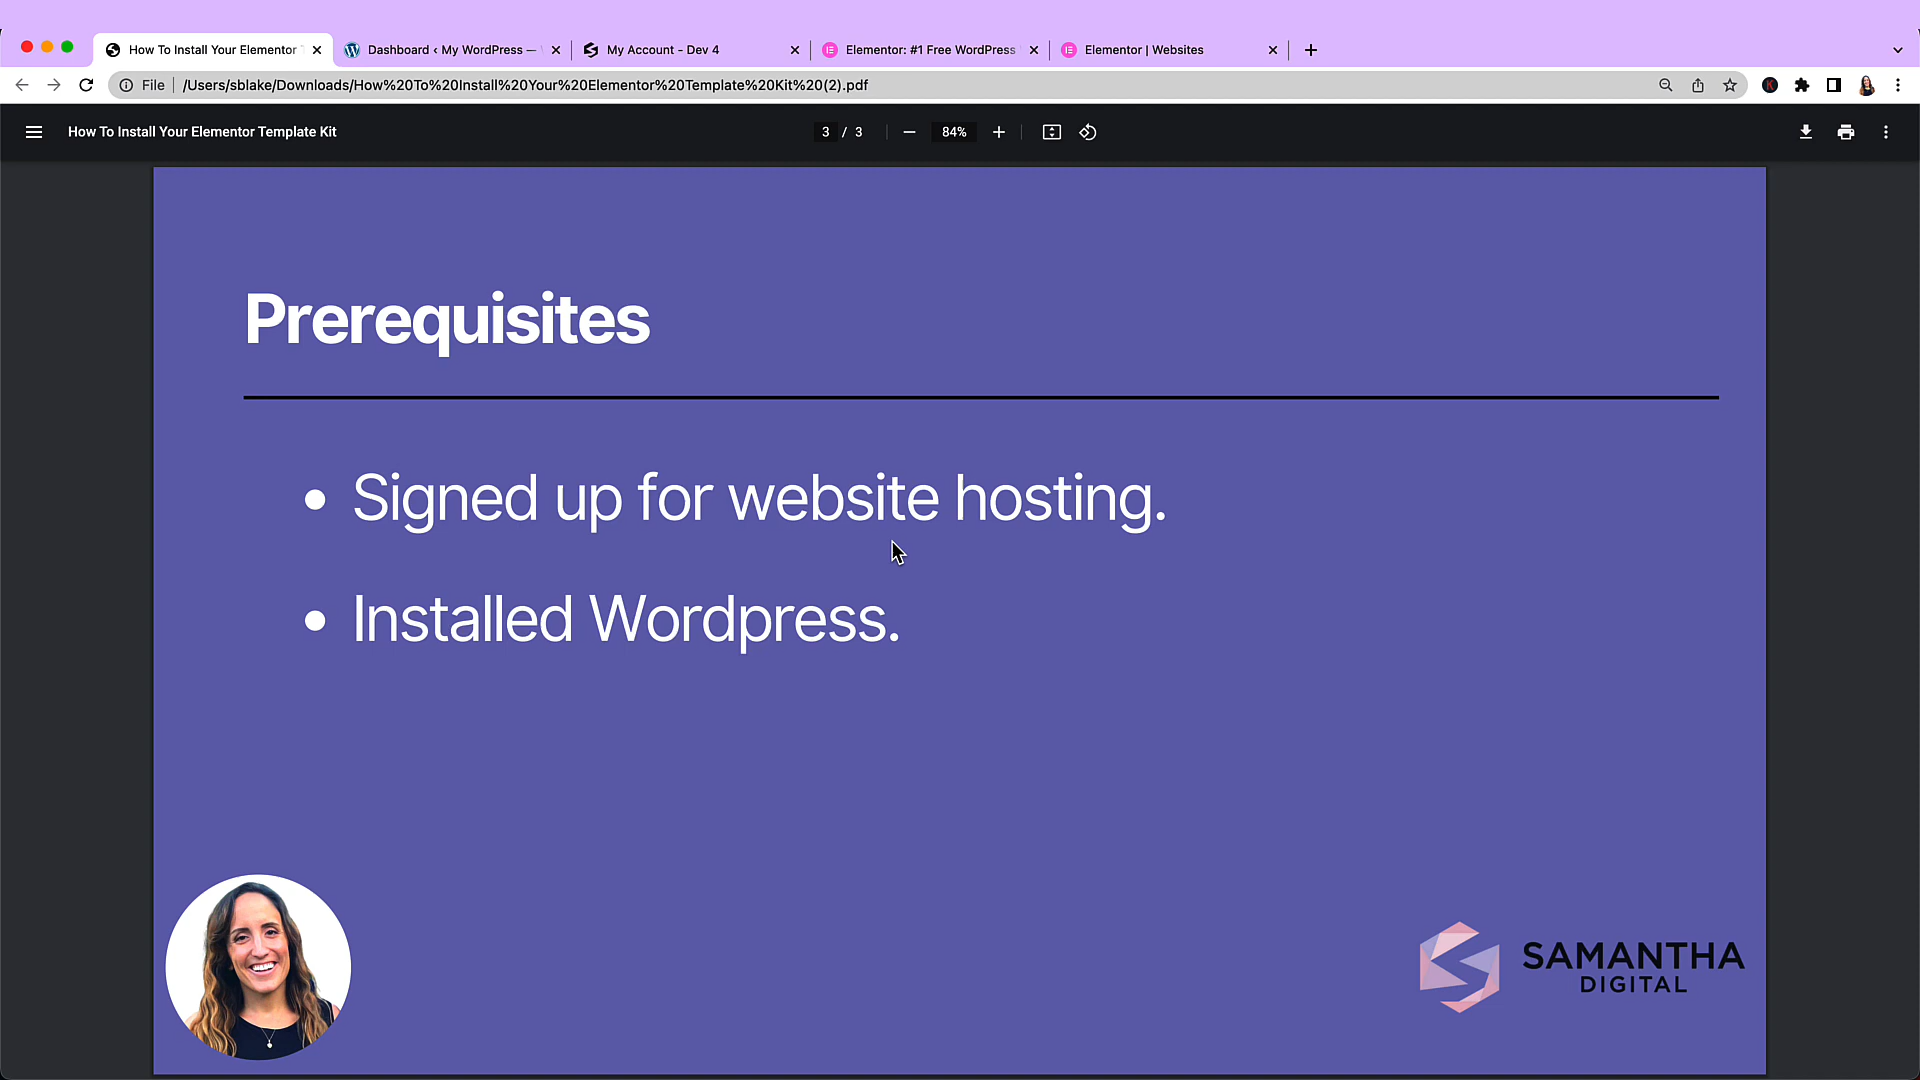 How To Install Your Elementor
Dashboard ‹ My WordPress —
My Account - Dev 4
Elementor: #1 Free WordPress
Elementor | Websites
File
/Users/sblake/Downloads/How%20To%20Install%20Your%20Elementor%20Template%20Kit%20(2).pdf
How To Install Your Elementor Template Kit
3 / 3
84%
Prerequisites
• Signed up for website hosting.
• Installed Wordpress.
SAMANTHA
DIGITAL